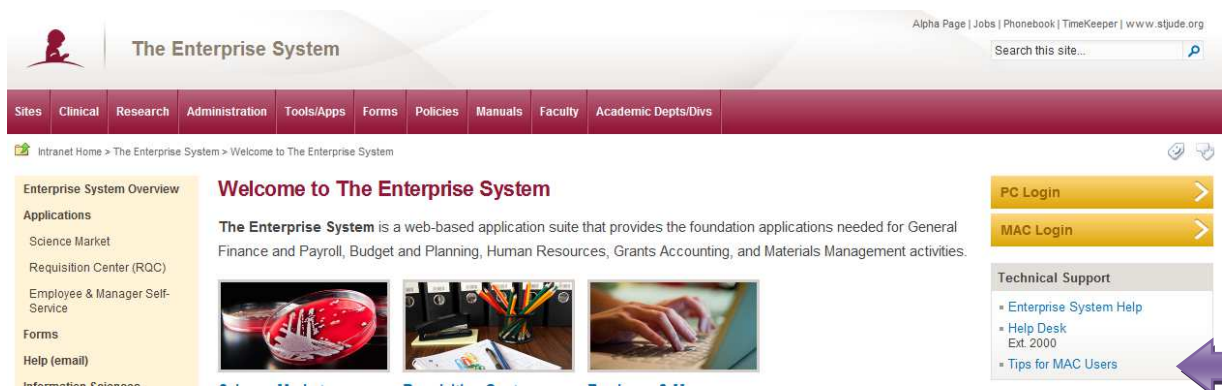 Alpha Page | Jobs | Phonebook | TimeKeeper | www.stjude.org
The Enterprise System
Search this site...
Sites Clinical Research Administration Tools/Apps Forms Policies Manuals Faculty Academic Depts/Divs
Intranet Home > The Enterprise System > Welcome to The Enterprise System
Enterprise System Overview
Applications
Science Market
Requisition Center (RQC)
Employee & Manager Self-
Service
Forms
Help (email)
Welcome to The Enterprise System
The Enterprise System is a web-based application suite that provides the foundation applications needed for General
Finance and Payroll, Budget and Planning, Human Resources, Grants Accounting, and Materials Management activities.
PC Login
MAC Login
Technical Support
Enterprise System Help
Help Desk
Ext. 2000
Tips for MAC Users